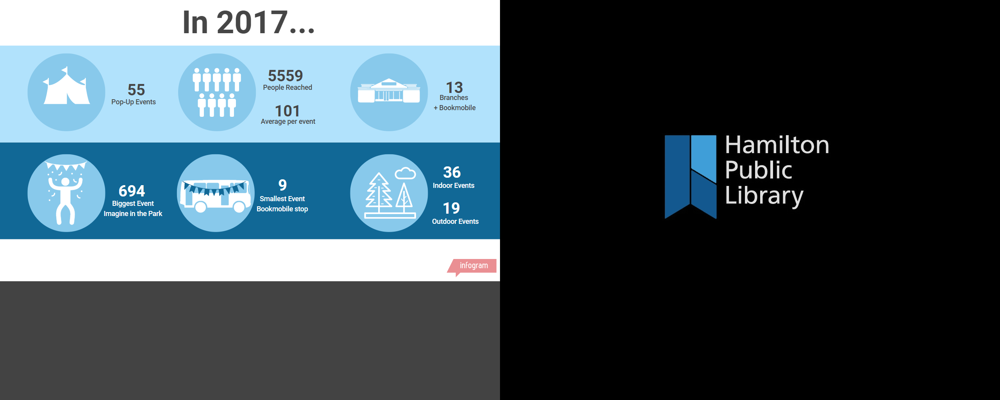 In 2017...
55
Pop-Up Events
5559
People Reached
101
Average per event
13
Branches
+ Bookmobile
694
Biggest Event
Imagine in the Park
9
Smallest Event
Bookmobile stop
36
Indoor Events
19
Outdoor Events
infogram
Hamilton
Public
Library